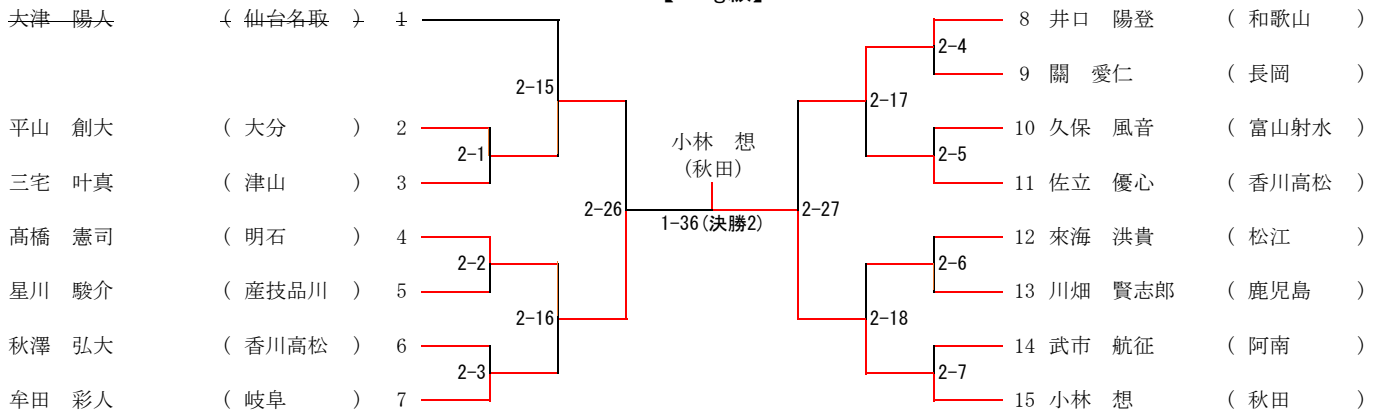 大津　陽人 ( 仙台名取 ) 1
平山　創大 ( 大分 ) 2
三宅　叶真 ( 津山 ) 3
髙橋　憲司 ( 明石 ) 4
星川　駿介 ( 産技品川 ) 5
秋澤　弘大 ( 香川高松 ) 6
牟田　彩人 ( 岐阜 ) 7
2-1
2-2
2-3
2-15
2-16
2-26
小林　想
(秋田)
1-36(決勝2)
2-27
2-17
2-18
2-4
2-5
2-6
2-7
8 井口　陽登 ( 和歌山 )
9 關　愛仁 ( 長岡 )
10 久保　風音 ( 富山射水 )
11 佐立　優心 ( 香川高松 )
12 來海　洪貴 ( 松江 )
13 川畑　賢志郎 ( 鹿児島 )
14 武市　航征 ( 阿南 )
15 小林　想 ( 秋田 )